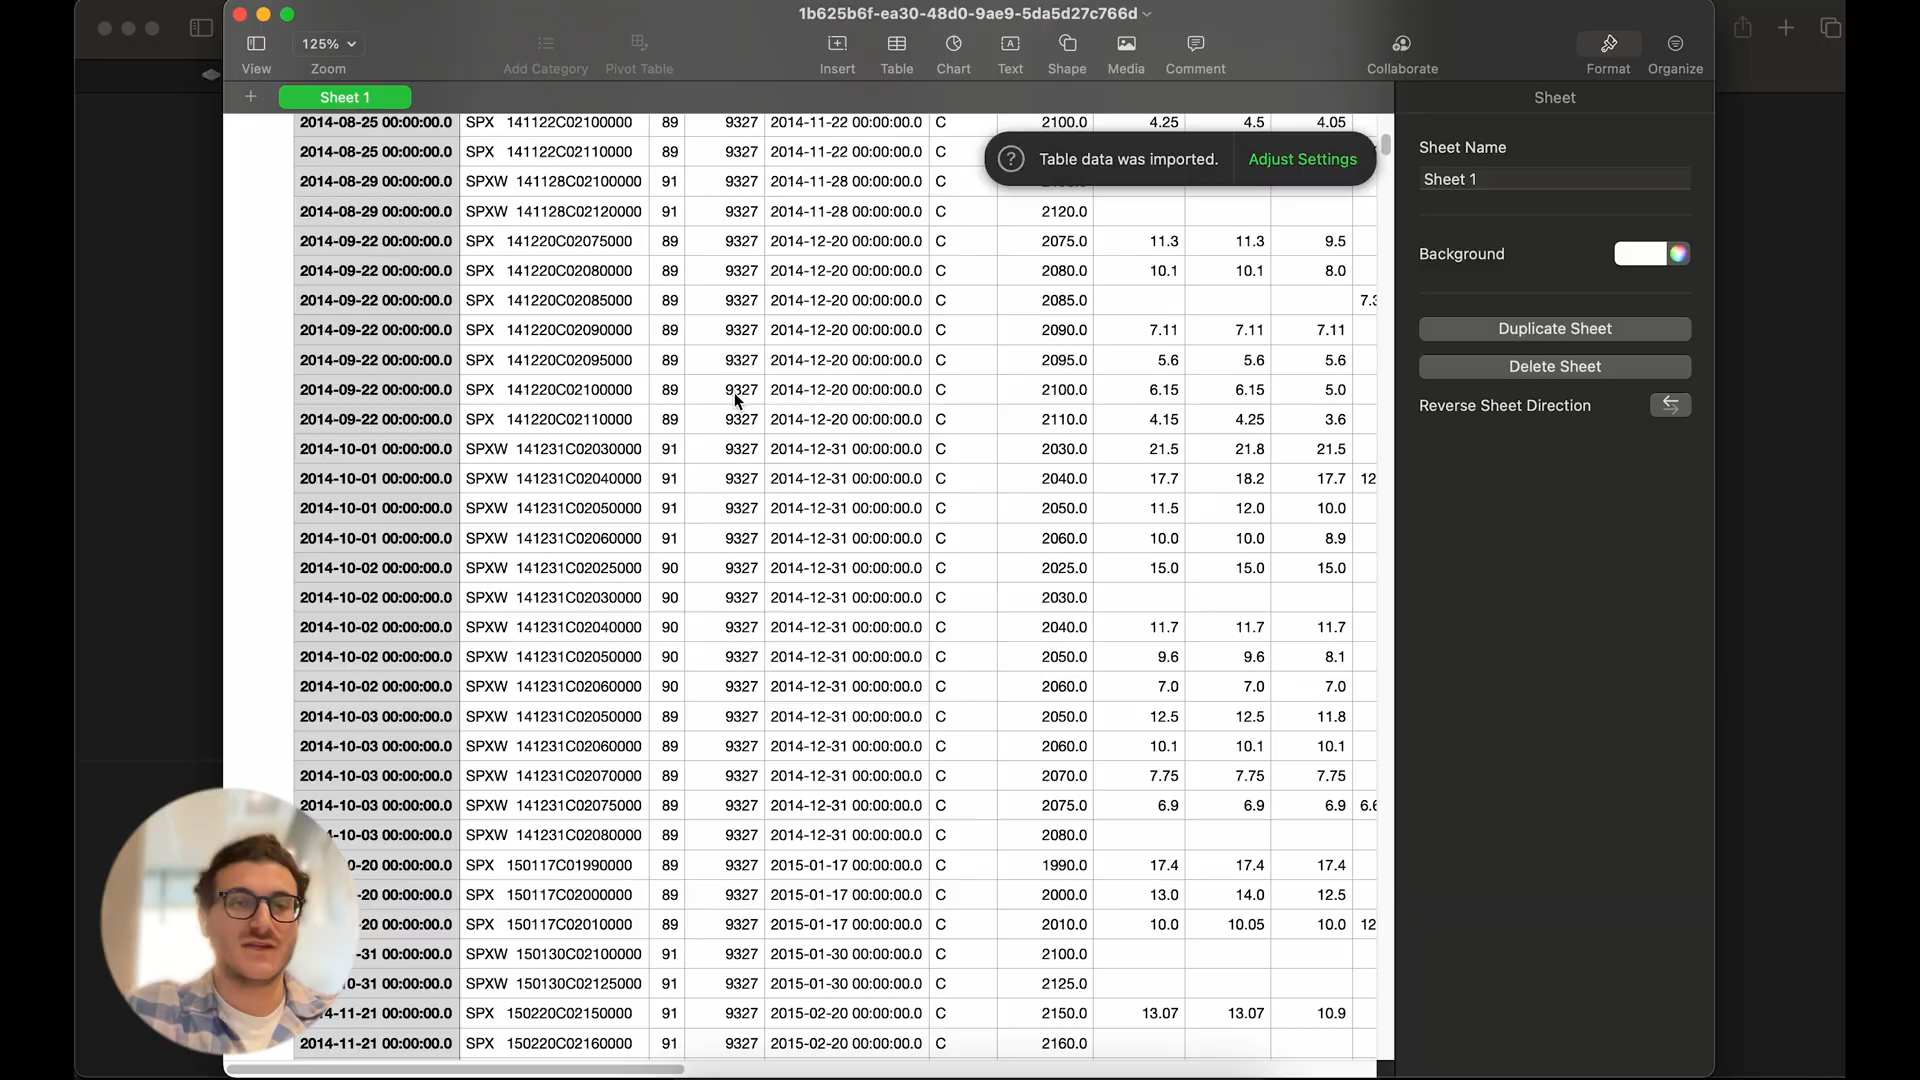 1b625b6f-ea30-48d0-9ae9-5da5d27c766d
125%
View Zoom Add Category Pivot Table Insert Table Chart Text Shape Media Comment Collaborate Format Organize
+ Sheet 1 Sheet
2014-08-25 00:00:00.0 SPX 141122C02100000 89 9327 2014-11-22 00:00:00.0 C 2100.0 4.25 4.5 4.05
2014-08-25 00:00:00.0 SPX 141122C02110000 89 9327 2014-11-22 00:00:00.0 C
? Table data was imported. Adjust Settings
2014-08-29 00:00:00.0 SPXW 141128C02100000 91 9327 2014-11-28 00:00:00.0 C
2014-08-29 00:00:00.0 SPXW 141128C02120000 91 9327 2014-11-28 00:00:00.0 C 2120.0
2014-09-22 00:00:00.0 SPX 141220C02075000 89 9327 2014-12-20 00:00:00.0 C 2075.0 11.3 11.3 9.5
2014-09-22 00:00:00.0 SPX 141220C02080000 89 9327 2014-12-20 00:00:00.0 C 2080.0 10.1 10.1 8.0
2014-09-22 00:00:00.0 SPX 141220C02085000 89 9327 2014-12-20 00:00:00.0 C 2085.0
2014-09-22 00:00:00.0 SPX 141220C02090000 89 9327 2014-12-20 00:00:00.0 C 2090.0 7.11 7.11 7.11
2014-09-22 00:00:00.0 SPX 141220C02095000 89 9327 2014-12-20 00:00:00.0 C 2095.0 5.6 5.6 5.6
2014-09-22 00:00:00.0 SPX 141220C02100000 89 9327 2014-12-20 00:00:00.0 C 2100.0 6.15 6.15 5.0
2014-09-22 00:00:00.0 SPX 141220C02110000 89 9327 2014-12-20 00:00:00.0 C 2110.0 4.15 4.25 3.6
2014-10-01 00:00:00.0 SPXW 141231C02030000 91 9327 2014-12-31 00:00:00.0 C 2030.0 21.5 21.8 21.5
2014-10-01 00:00:00.0 SPXW 141231C02040000 91 9327 2014-12-31 00:00:00.0 C 2040.0 17.7 18.2 17.7 12
2014-10-01 00:00:00.0 SPXW 141231C02050000 91 9327 2014-12-31 00:00:00.0 C 2050.0 11.5 12.0 10.0
2014-10-01 00:00:00.0 SPXW 141231C02060000 91 9327 2014-12-31 00:00:00.0 C 2060.0 10.0 10.0 8.9
2014-10-02 00:00:00.0 SPXW 141231C02025000 90 9327 2014-12-31 00:00:00.0 C 2025.0 15.0 15.0 15.0
2014-10-02 00:00:00.0 SPXW 141231C02030000 90 9327 2014-12-31 00:00:00.0 C 2030.0
2014-10-02 00:00:00.0 SPXW 141231C02040000 90 9327 2014-12-31 00:00:00.0 C 2040.0 11.7 11.7 11.7
2014-10-02 00:00:00.0 SPXW 141231C02050000 90 9327 2014-12-31 00:00:00.0 C 2050.0 9.6 9.6 8.1
2014-10-02 00:00:00.0 SPXW 141231C02060000 90 9327 2014-12-31 00:00:00.0 C 2060.0 7.0 7.0 7.0
2014-10-03 00:00:00.0 SPXW 141231C02050000 89 9327 2014-12-31 00:00:00.0 C 2050.0 12.5 12.5 11.8
2014-10-03 00:00:00.0 SPXW 141231C02060000 89 9327 2014-12-31 00:00:00.0 C 2060.0 10.1 10.1 10.1
2014-10-03 00:00:00.0 SPXW 141231C02070000 89 9327 2014-12-31 00:00:00.0 C 2070.0 7.75 7.75 7.75
2014-10-03 00:00:00.0 SPXW 141231C02075000 89 9327 2014-12-31 00:00:00.0 C 2075.0 6.9 6.9 6.9
-10-03 00:00:00.0 SPXW 141231C02080000 89 9327 2014-12-31 00:00:00.0 C 2080.0
0-20 00:00:00.0 SPX 150117C01990000 89 9327 2015-01-17 00:00:00.0 C 1990.0 17.4 17.4 17.4
-20 00:00:00.0 SPX 150117C02000000 89 9327 2015-01-17 00:00:00.0 C 2000.0 13.0 14.0 12.5
-20 00:00:00.0 SPX 150117C02010000 89 9327 2015-01-17 00:00:00.0 C 2010.0 10.0 10.05 10.0 12
-31 00:00:00.0 SPXW 150130C02100000 91 9327 2015-01-30 00:00:00.0 C 2100.0
0-31 00:00:00.0 SPXW 150130C02125000 91 9327 2015-01-30 00:00:00.0 C 2125.0
4-11-21 00:00:00.0 SPX 150220C02150000 91 9327 2015-02-20 00:00:00.0 C 2150.0 13.07 13.07 10.9
2014-11-21 00:00:00.0 SPX 150220C02160000 91 9327 2015-02-20 00:00:00.0 C 2160.0
Sheet Name
Sheet 1
Background
Duplicate Sheet
Delete Sheet
Reverse Sheet Direction